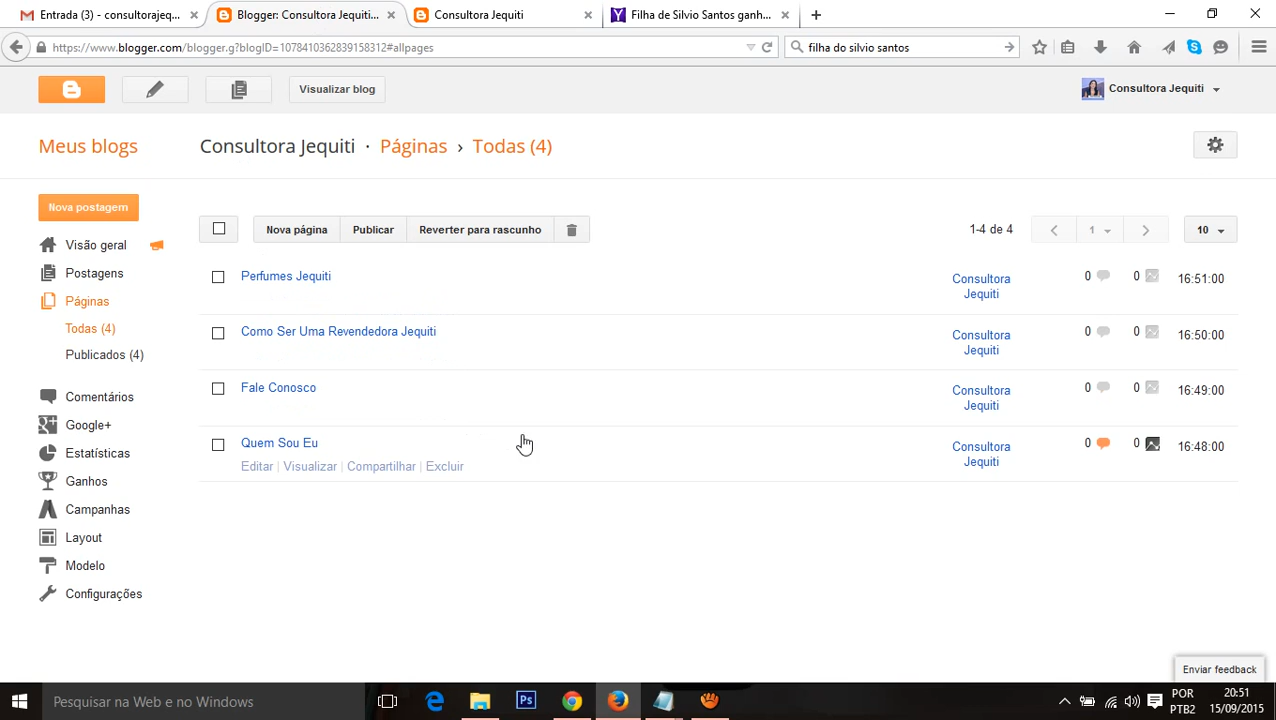 Entrada (3) - consultorajeq...
Blogger: Consultora Jequiti...
Consultora Jequiti
Filha de Silvio Santos ganh...
https://www.blogger.com/blogger.g?blogID=1078410362839158312#allpages
filha do silvio santos
Visualizar blog
Consultora Jequiti
Meus blogs
Consultora Jequiti · Páginas › Todas (4)
Nova postagem
Nova página
Publicar
Reverter para rascunho
1-4 de 4
1
10
Visão geral
Postagens
Páginas
Todas (4)
Publicados (4)
Comentários
Google+
Estatísticas
Ganhos
Campanhas
Layout
Modelo
Configurações
Perfumes Jequiti
Consultora
Jequiti
0
0
16:51:00
Como Ser Uma Revendedora Jequiti
Consultora
Jequiti
0
0
16:50:00
Fale Conosco
Consultora
Jequiti
0
0
16:49:00
Quem Sou Eu
Editar | Visualizar | Compartilhar | Excluir
Consultora
Jequiti
0
0
16:48:00
Enviar feedback
Pesquisar na Web e no Windows
Ps
POR
PTB2
20:51
15/09/2015